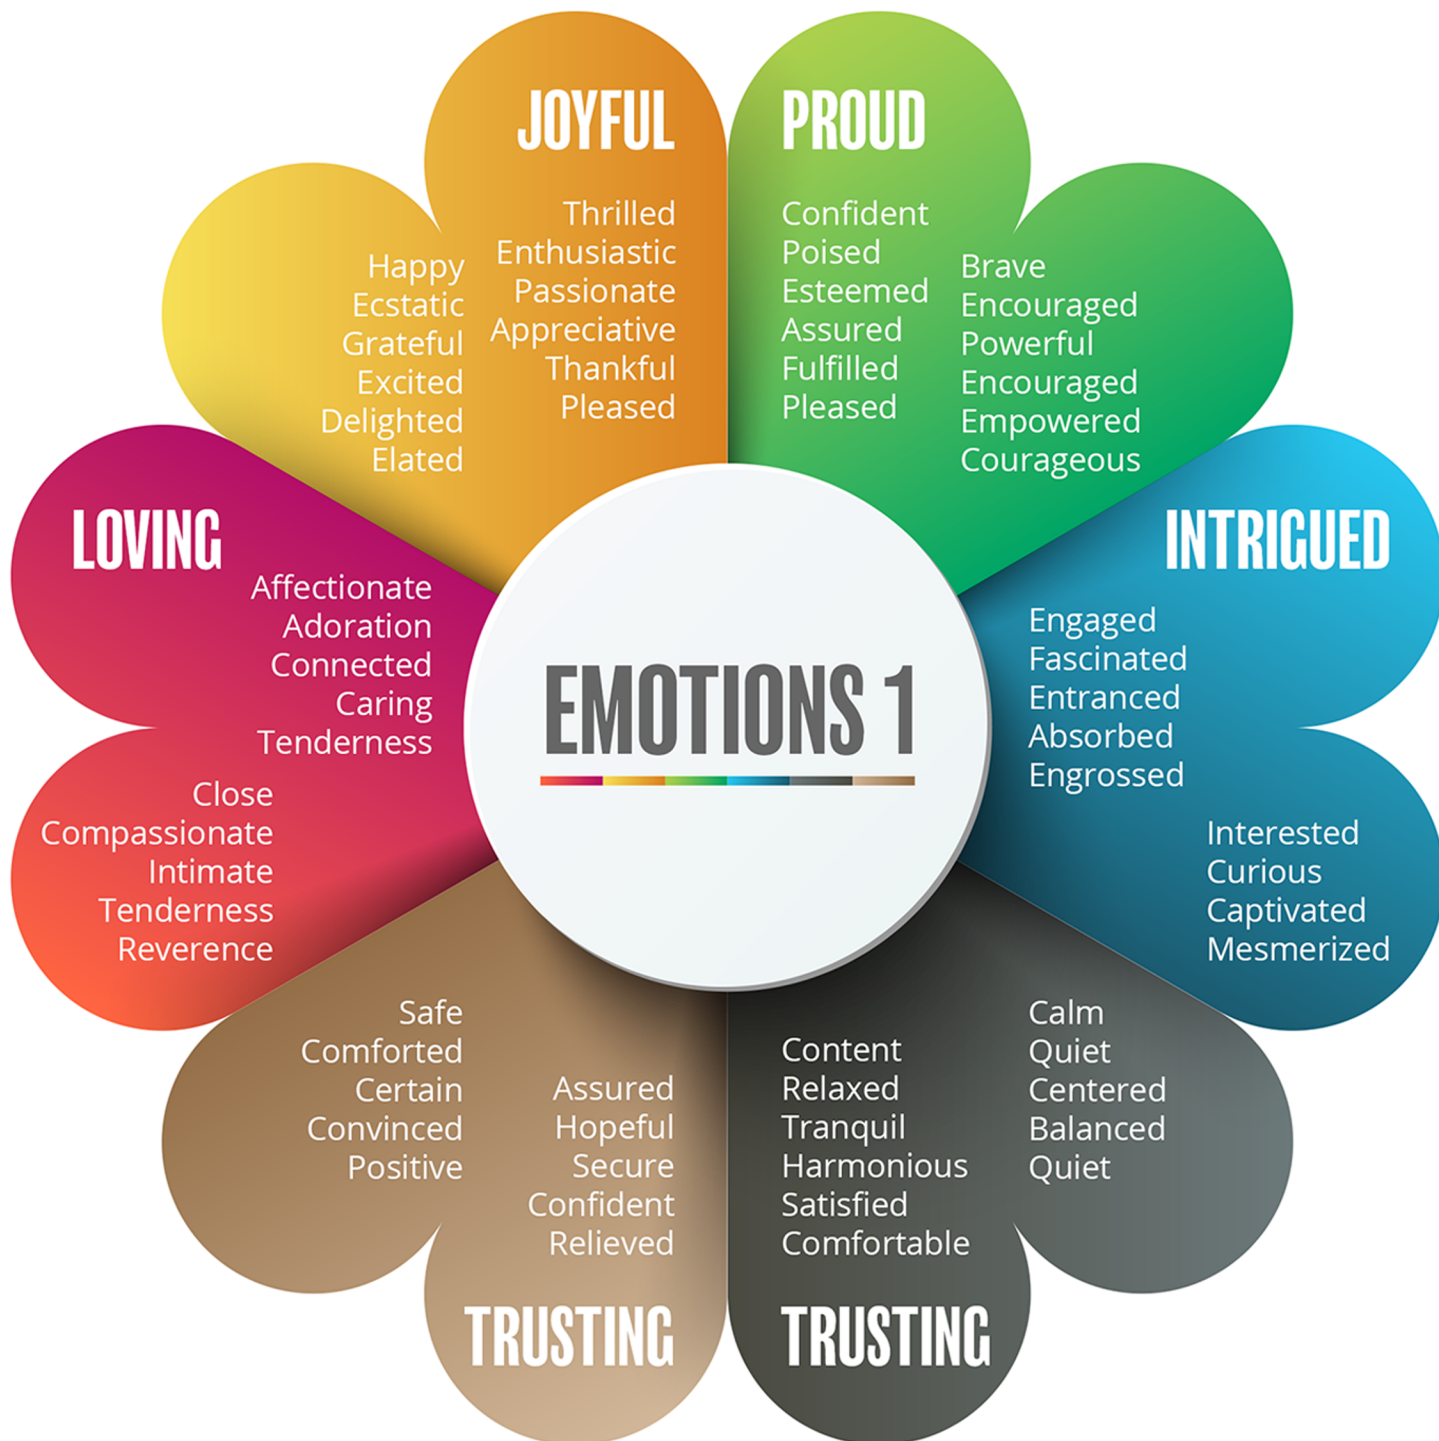 JOYFUL
Thrilled
Enthusiastic
Passionate
Appreciative
Thankful
Pleased
Happy
Ecstatic
Grateful
Excited
Delighted
Elated
PROUD
Confident
Poised
Esteemed
Assured
Fulfilled
Pleased
Brave
Encouraged
Powerful
Encouraged
Empowered
Courageous
LOVING
Affectionate
Adoration
Connected
Caring
Tenderness
Close
Compassionate
Intimate
Tenderness
Reverence
EMOTIONS 1
INTRIGUED
Engaged
Fascinated
Entranced
Absorbed
Engrossed
Interested
Curious
Captivated
Mesmerized
Safe
Comforted
Certain
Convinced
Positive
Assured
Hopeful
Secure
Confident
Relieved
TRUSTING
Content
Relaxed
Tranquil
Harmonious
Satisfied
Comfortable
Calm
Quiet
Centered
Balanced
Quiet
TRUSTING